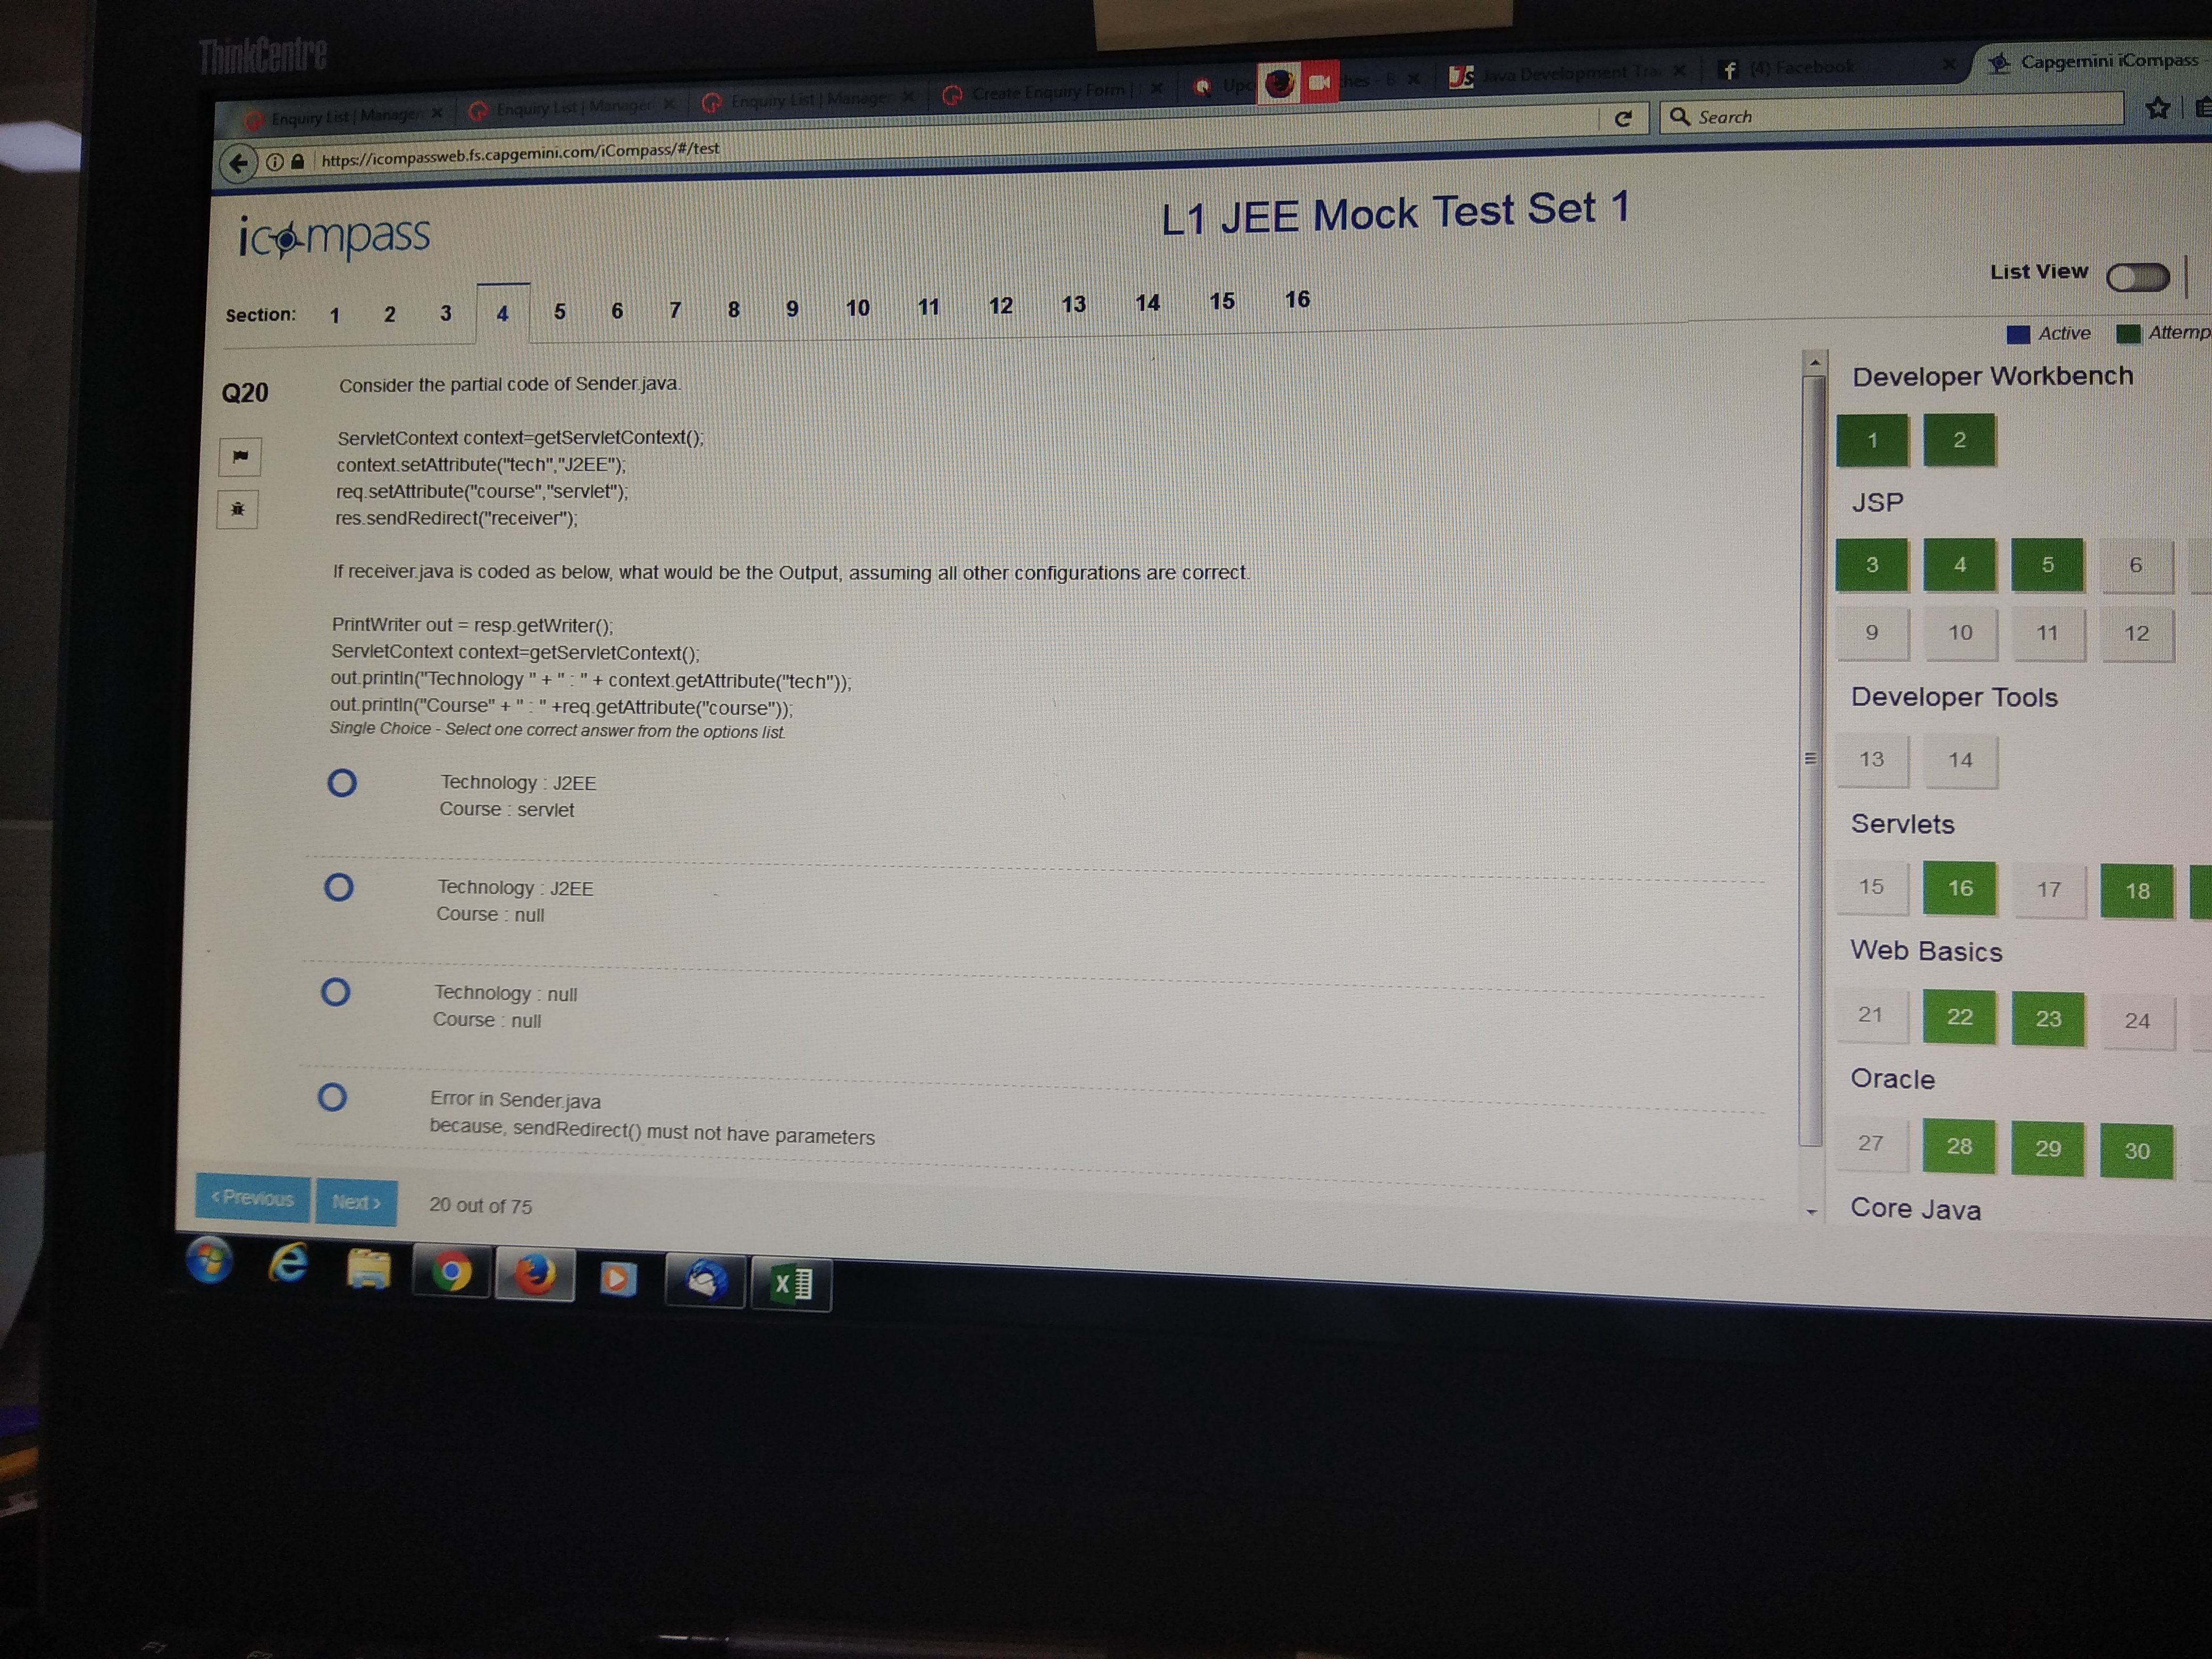 ThinkCentre
Enquiry List | Manager
Enquiry List | Manager
Enquiry List | Manager
Create Enquiry Form |
Java Development Tra
(4) Facebook
Capgemini iCompass -
https://icompassweb.fs.capgemini.com/iCompass/#/test
Search
icompass
L1 JEE Mock Test Set 1
List View
Section: 1 2 3 4 5 6 7 8 9 10 11 12 13 14 15 16
Active Attemp
Q20
Consider the partial code of Sender.java.
ServletContext context=getServletContext();
context.setAttribute("tech","J2EE");
req.setAttribute("course","servlet");
res.sendRedirect("receiver");
If receiver.java is coded as below, what would be the Output, assuming all other configurations are correct.
PrintWriter out = resp.getWriter();
ServletContext context=getServletContext();
out.println("Technology " + " : " + context.getAttribute("tech"));
out.println("Course" + " : " +req.getAttribute("course"));
Single Choice - Select one correct answer from the options list.
Technology : J2EE
Course : servlet
Technology : J2EE
Course : null
Technology : null
Course : null
Error in Sender.java
because, sendRedirect() must not have parameters
< Previous Next > 20 out of 75
Developer Workbench
1 2
JSP
3 4 5 6
9 10 11 12
Developer Tools
13 14
Servlets
15 16 17 18
Web Basics
21 22 23 24
Oracle
27 28 29 30
Core Java